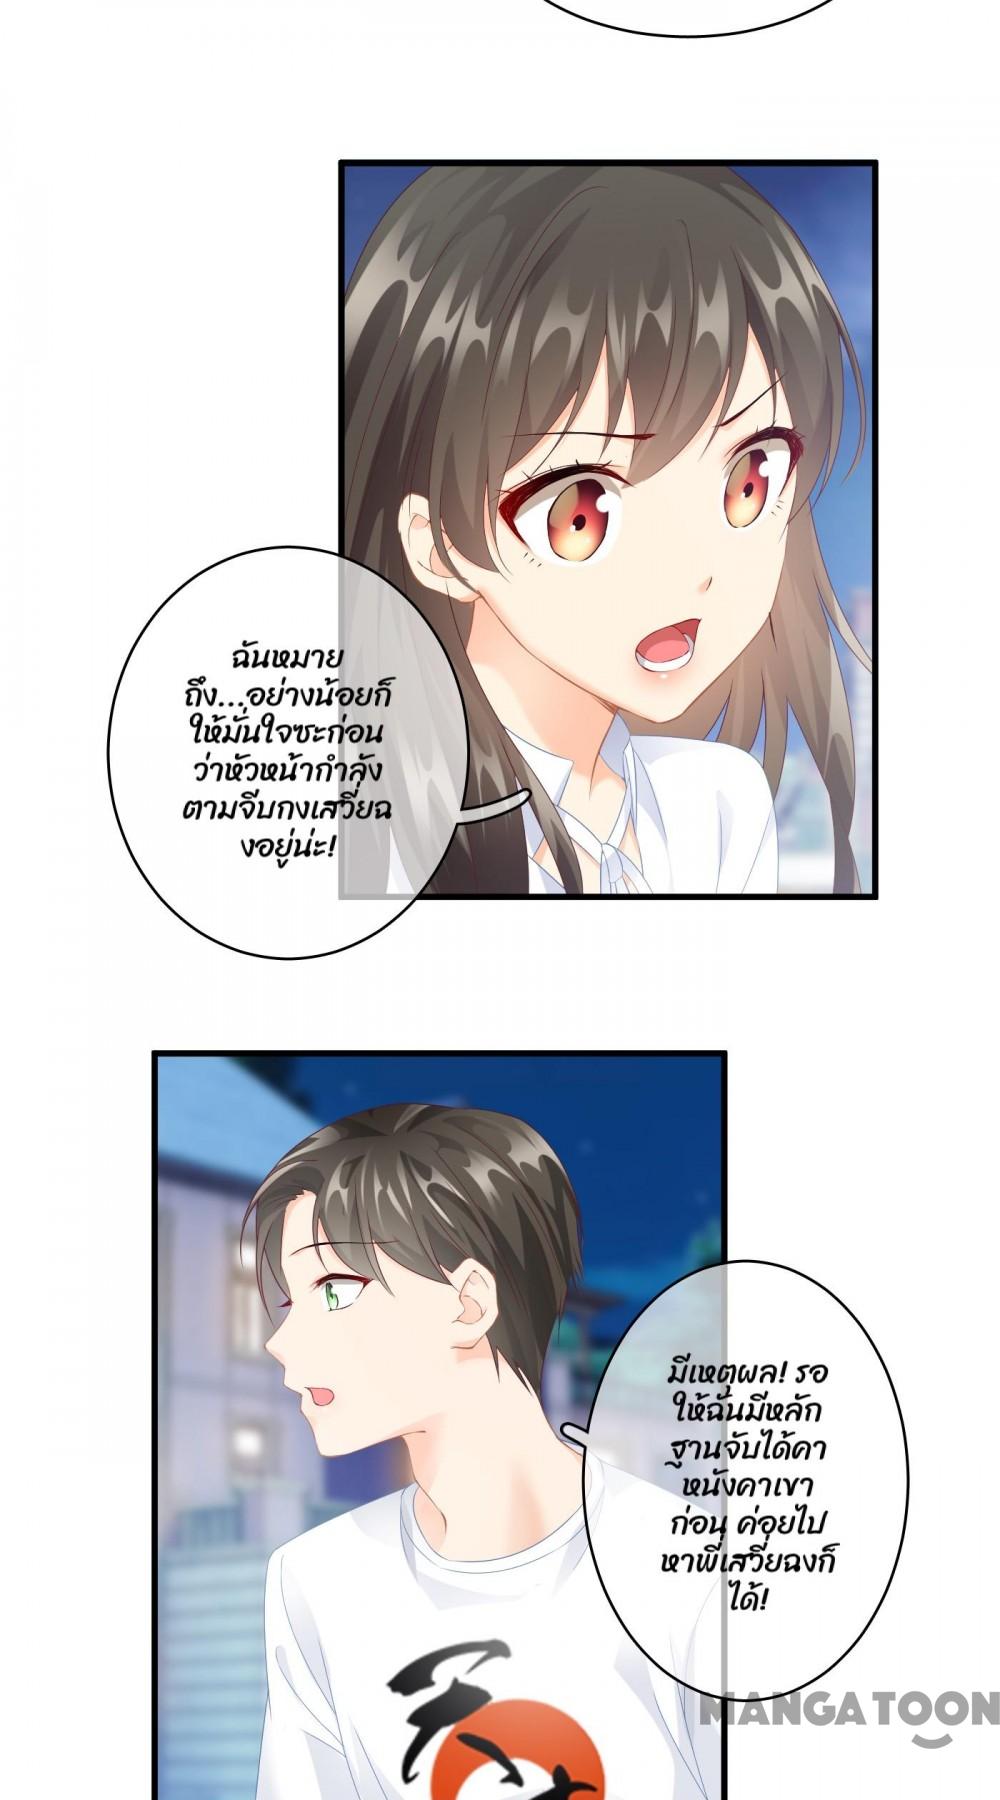 ฉันหมาย
ถึง...อย่างน้อยก็
ให้มั่นใจซะก่อน
ว่าหัวหน้ากำลัง
ตามจีบกงเสวี่ยฉ
งอยู่น่ะ!
มีเหตุผล! รอ
ให้ฉันมีหลัก
ฐานจับได้คา
หนังคาเขา
ก่อน ค่อยไป
หาพี่เสวี่ยฉงก็
ได้!
MANGATOON